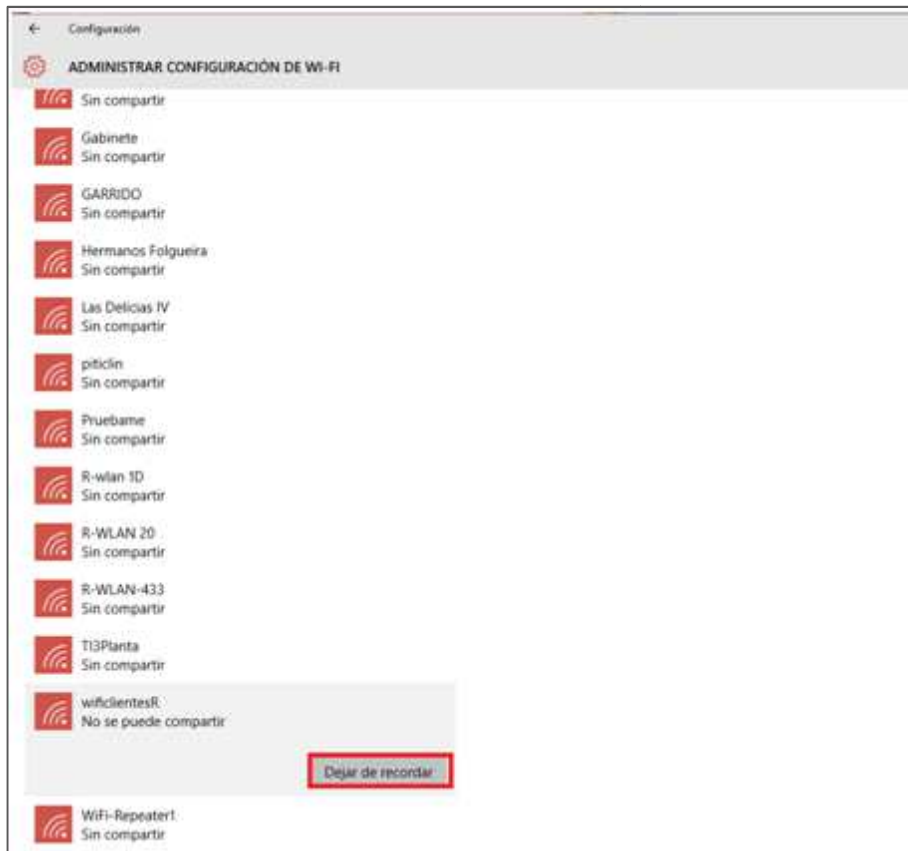 Configuración
ADMINISTRAR CONFIGURACIÓN DE WI-FI
Sin compartir
Gabinete
Sin compartir
GARRIDO
Sin compartir
Hermanos Folgueira
Sin compartir
Las Delicias IV
Sin compartir
piticlin
Sin compartir
Pruebame
Sin compartir
R-wlan 1D
Sin compartir
R-WLAN 20
Sin compartir
R-WLAN-433
Sin compartir
TI3Planta
Sin compartir
wificlientesR
No se puede compartir
Dejar de recordar
WiFi-Repeater1
Sin compartir